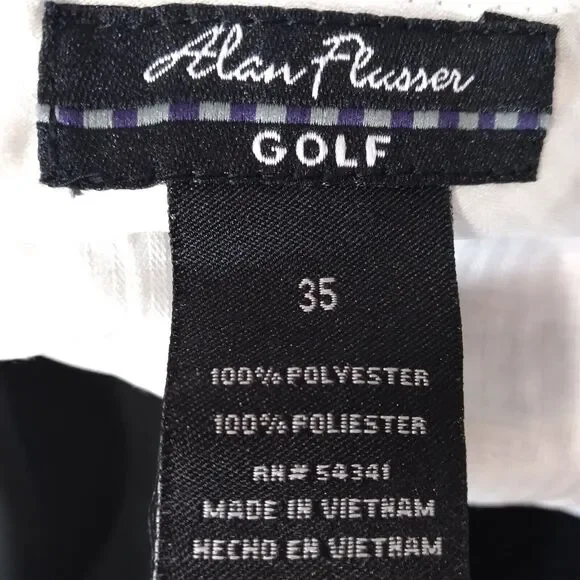 Alan Flusser
GOLF
35
100% POLYESTER
100% POLIESTER
RN# 54341
MADE IN VIETNAM
HECHO EN VIETNAM